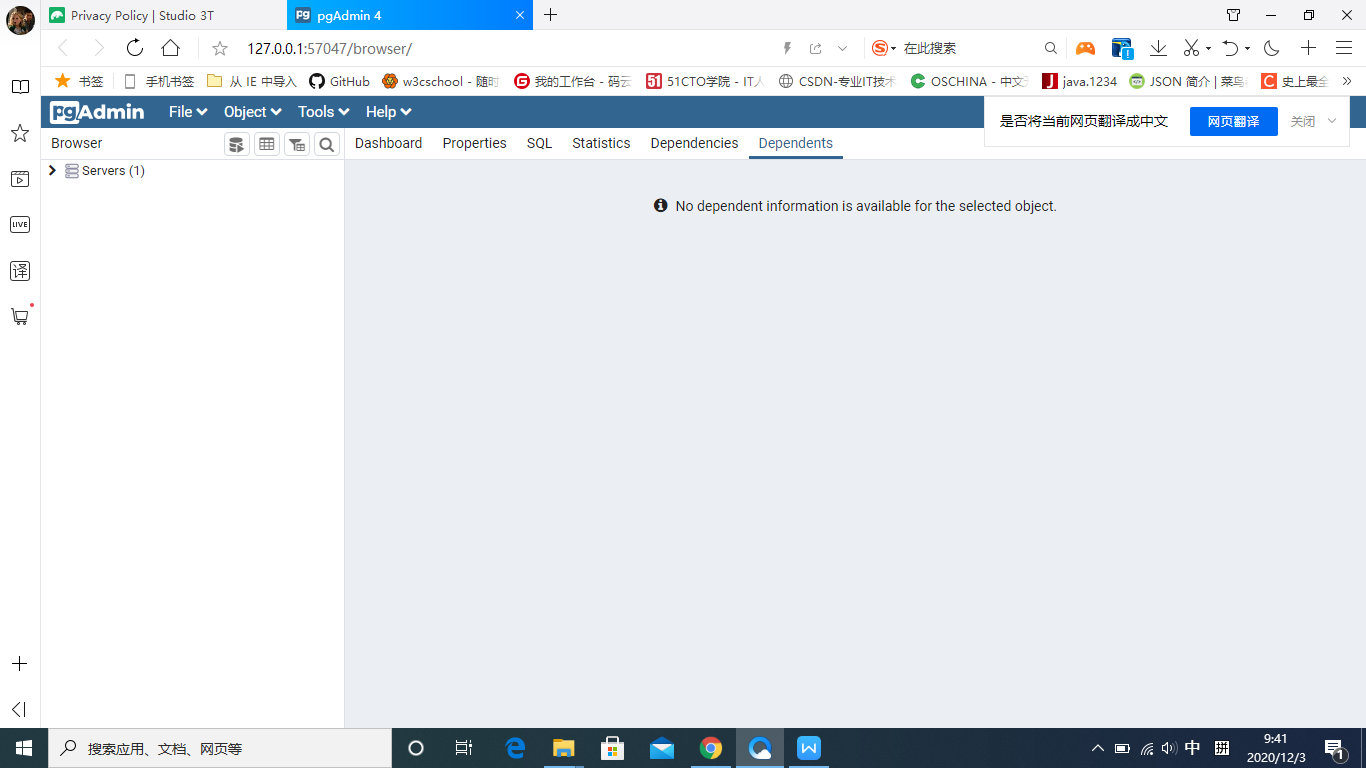 Privacy Policy | Studio 3T
pgAdmin 4
127.0.0.1:57047/browser/
在此搜索
书签
手机书签
从 IE 中导入
GitHub
w3cschool - 随时
我的工作台 - 码云
51CTO学院 - IT人
CSDN-专业IT技术
OSCHINA - 中文
java.1234
JSON 简介 | 菜鸟
史上最全
pgAdmin
File
Object
Tools
Help
是否将当前网页翻译成中文
网页翻译
关闭
Browser
Dashboard
Properties
SQL
Statistics
Dependencies
Dependents
Servers (1)
No dependent information is available for the selected object.
LIVE
译
搜索应用、文档、网页等
中
拼
9:41
2020/12/3
1